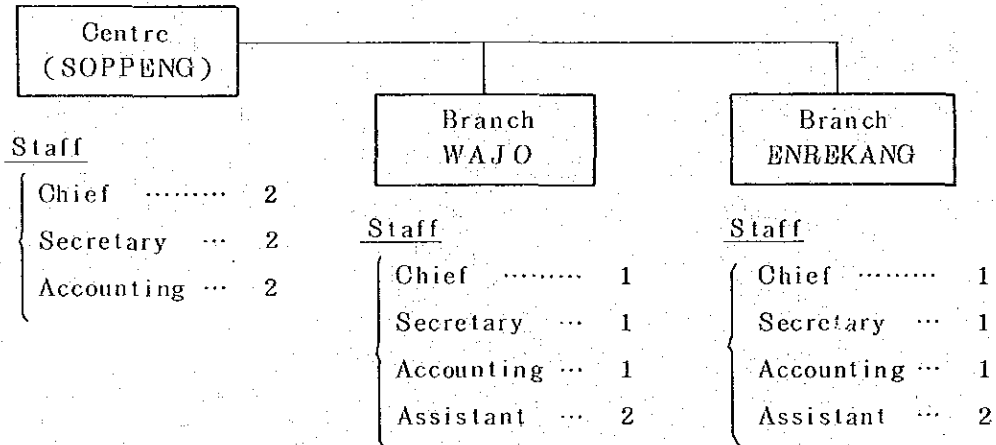 Centre
(SOPPENG)
Staff
Chief ……… 2
Secretary … 2
Accounting … 2
Branch
WAJO
Staff
Chief ……… 1
Secretary … 1
Accounting … 1
Assistant … 2
Branch
ENREKANG
Staff
Chief ……… 1
Secretary … 1
Accounting … 1
Assistant … 2